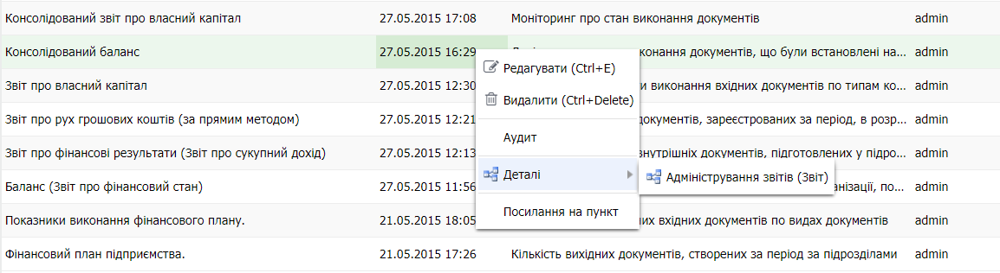 Консолідований звіт про власний капітал 27.05.2015 17:08 Моніторинг про стан виконання документів admin
Консолідований баланс 27.05.2015 16:29 конання документів, що були встановлені на... admin
Редагувати (Ctrl+E)
Звіт про власний капітал 27.05.2015 12:30 и виконання вхідних документів по типам ко... admin
Видалити (Ctrl+Delete)
Звіт про рух грошових коштів (за прямим методом) 27.05.2015 12:21 документів, зареєстрованих за період, в розр... admin
Аудит
Звіт про фінансові результати (Звіт про сукупний дохід) 27.05.2015 12:13 внутрішніх документів, підготовлених у підро... admin
Деталі
Адміністрування звітів (Звіт)
Баланс (Звіт про фінансовий стан) 27.05.2015 11:56 анізації, по... admin
Посилання на пункт
Показники виконання фінансового плану. 21.05.2015 18:05 них вхідних документів по видах документів admin
Фінансовий план підприємства. 21.05.2015 17:26 Кількість вихідних документів, створених за період за підрозділами admin